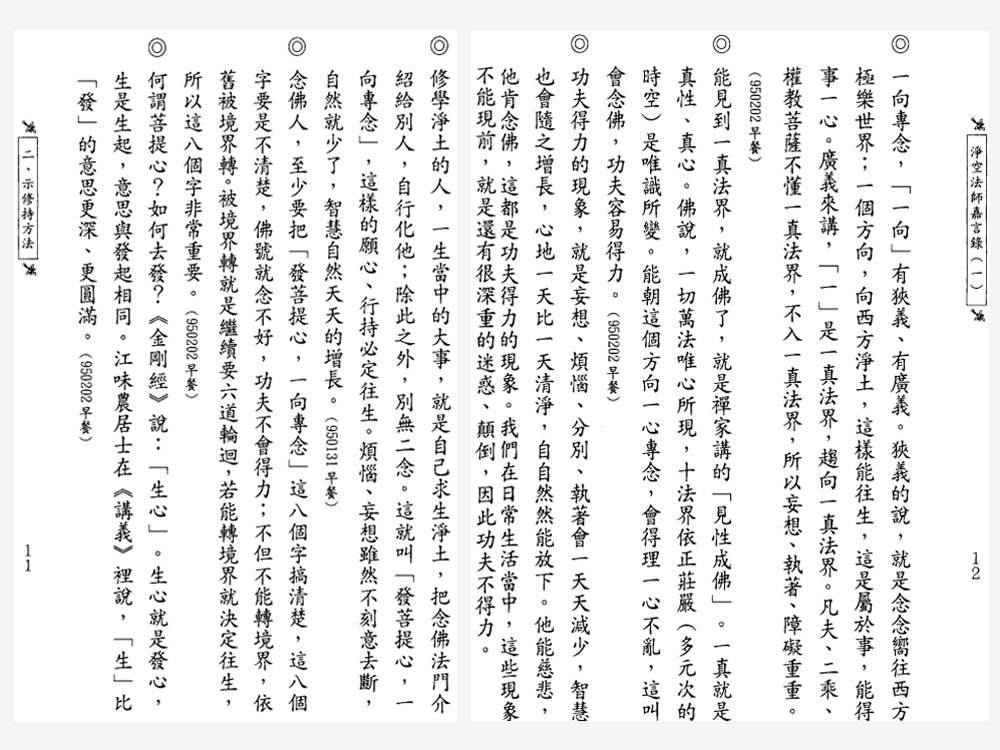 淨空法師嘉言錄（一）
12
◎
一向專念，「一向」有狹義、有廣義。狹義的說，就是念念嚮往西方
極樂世界；一個方向，向西方淨土，這樣能往生，這是屬於事，能得
事一心。廣義來講，「一」是一真法界，趨向一真法界。凡夫、二乘、
權教菩薩不懂一真法界，不入一真法界，所以妄想、執著、障礙重重。
（950202早餐）
◎
能見到一真法界，就成佛了，就是禪家講的「見性成佛」。一真就是
真性、真心。佛說，一切萬法唯心所現，十法界依正莊嚴（多元次的
時空）是唯識所變。能朝這個方向一心專念，會得理一心不亂，這叫
會念佛，功夫容易得力。（950202早餐）
◎
功夫得力的現象，就是妄想、煩惱、分別、執著會一天天減少，智慧
也會隨之增長，心地一天比一天清淨，自自然然能放下。他能慈悲，
他肯念佛，這都是功夫得力的現象。我們在日常生活當中，這些現象
不能現前，就是還有很深重的迷惑、顛倒，因此功夫不得力。
◎
修學淨土的人，一生當中的大事，就是自己求生淨土，把念佛法門介
紹給別人，自行化他；除此之外，別無二念。這就叫「發菩提心，一
向專念」，這樣的願心、行持必定往生。煩惱、妄想雖然不刻意去斷，
自然就少了，智慧自然天天的增長。（950131早餐）
◎
念佛人，至少要把「發菩提心，一向專念」這八個字搞清楚，這八個
字要是不清楚，佛號就念不好，功夫不會得力；不但不能轉境界，依
舊被境界轉。被境界轉就是繼續要六道輪迴，若能轉境界就決定往生，
所以這八個字非常重要。（950202早餐）
◎
何謂菩提心？如何去發？《金剛經》說：「生心」。生心就是發心，
生是生起，意思與發起相同。江味農居士在《講義》裡說，「生」比
「發」的意思更深、更圓滿。（950202早餐）
二、示修持方法
11